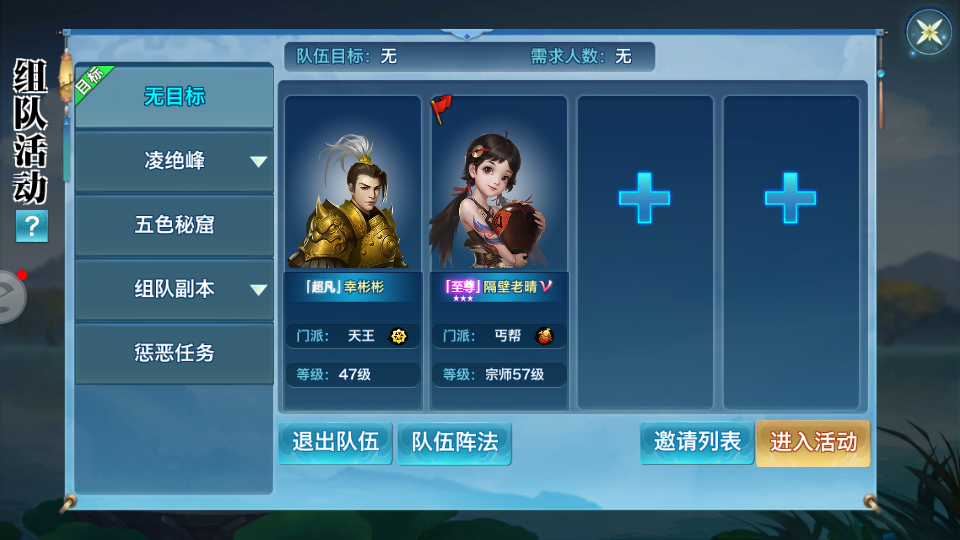 组队活动
?
队伍目标：无
需求人数：无
目标
无目标
凌绝峰
五色秘窟
组队副本
惩恶任务
「超凡」幸彬彬
「至尊」隔壁老晴V
门派：天王
门派：丐帮
等级：47级
等级：宗师57级
退出队伍
队伍阵法
邀请列表
进入活动